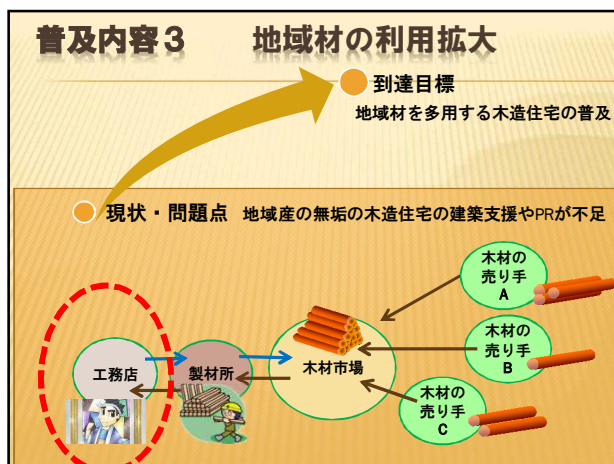 普及内容3 地域材の利用拡大
到達目標
地域材を多用する木造住宅の普及
現状・問題点 地域産の無垢の木造住宅の建築支援やPRが不足
木材の
売り手
A
木材の
売り手
B
木材の
売り手
C
工務店
製材所
木材市場